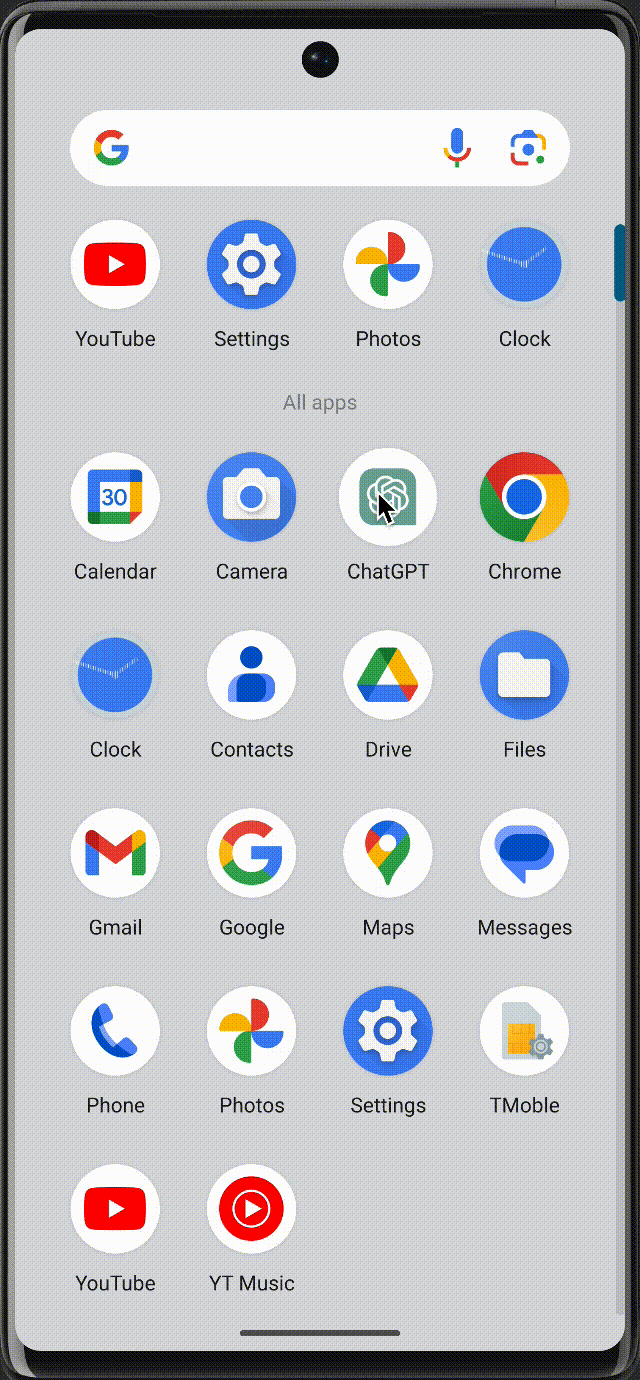 YouTube Settings Photos Clock
All apps
30
Calendar Camera ChatGPT Chrome
Clock Contacts Drive Files
Gmail Google Maps Messages
Phone Photos Settings TMoble
YouTube YT Music